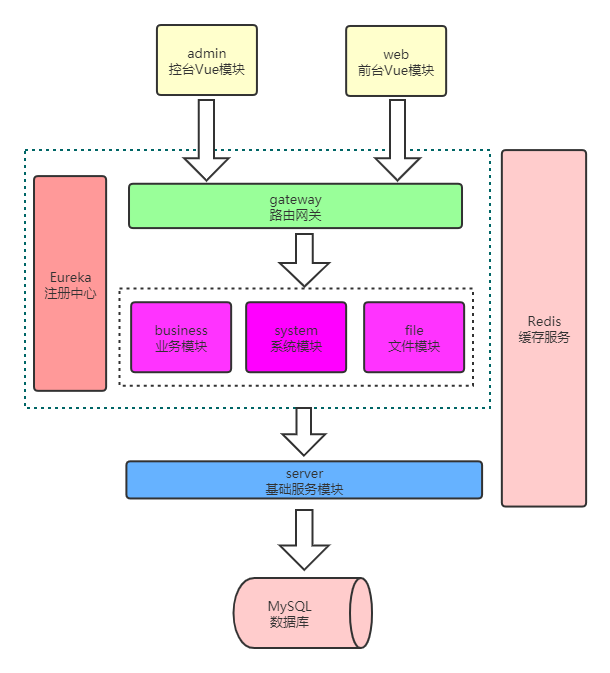 admin
控台Vue模块
web
前台Vue模块
gateway
路由网关
Eureka
注册中心
business
业务模块
system
系统模块
file
文件模块
Redis
缓存服务
server
基础服务模块
MySQL
数据库